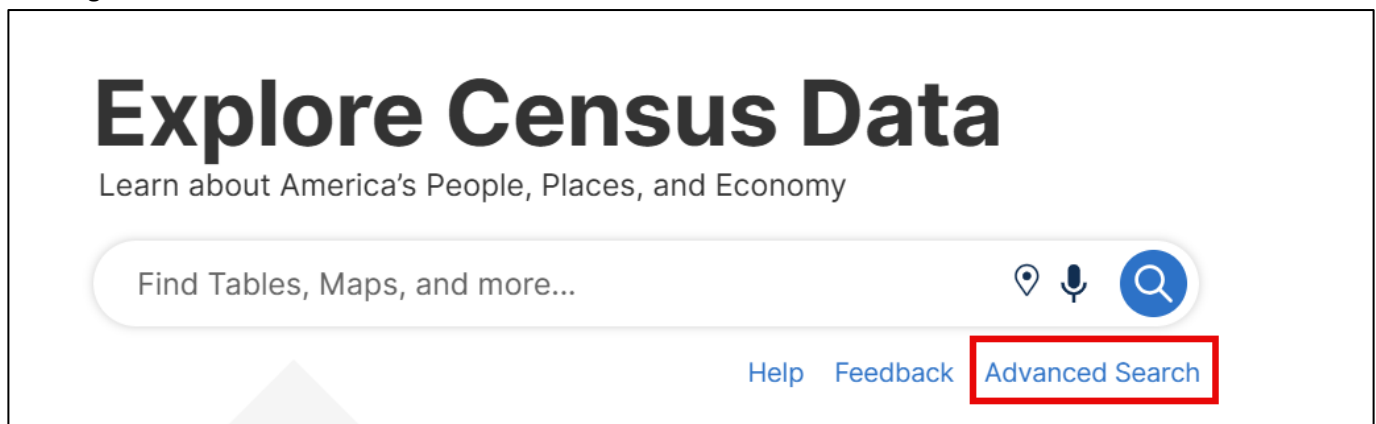 Explore Census Data
Learn about America’s People, Places, and Economy
Find Tables, Maps, and more...
Help Feedback Advanced Search